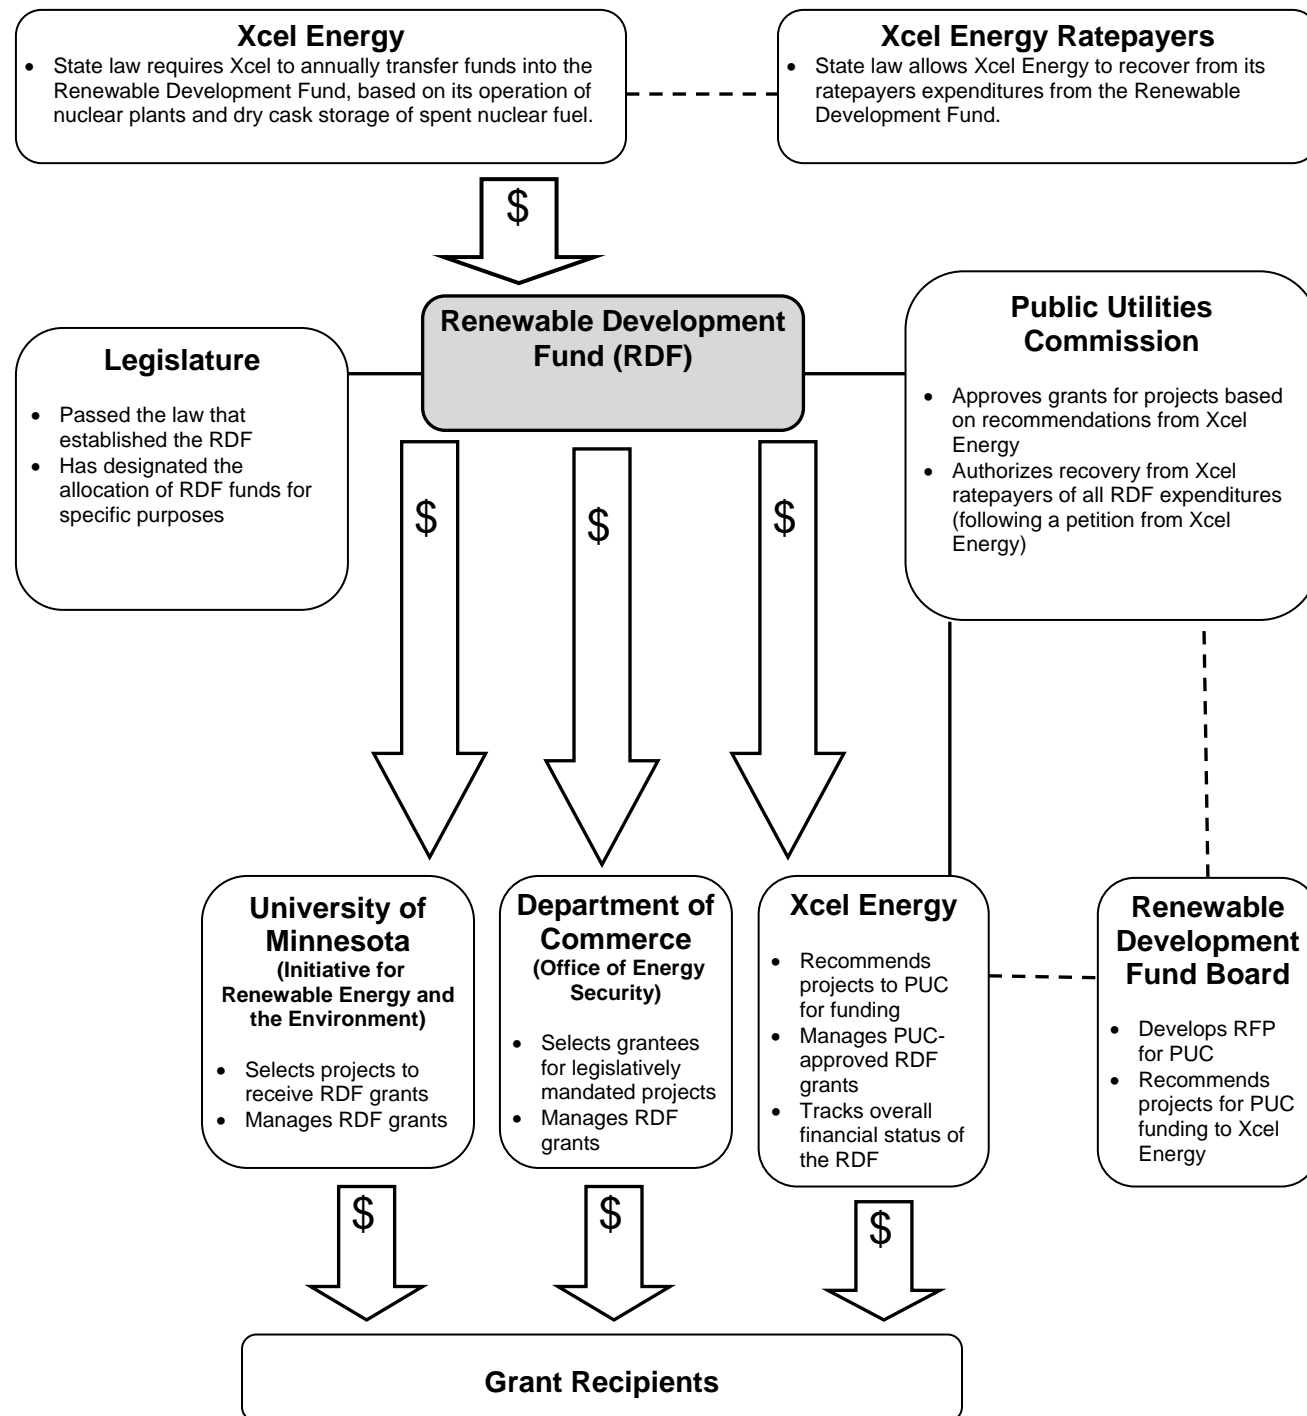 Xcel Energy
• State law requires Xcel to annually transfer funds into the
Renewable Development Fund, based on its operation of
nuclear plants and dry cask storage of spent nuclear fuel.
Xcel Energy Ratepayers
• State law allows Xcel Energy to recover from its
ratepayers expenditures from the Renewable
Development Fund.
$
Renewable Development
Fund (RDF)
Legislature
• Passed the law that
established the RDF
• Has designated the
allocation of RDF funds for
specific purposes
Public Utilities
Commission
• Approves grants for projects based
on recommendations from Xcel
Energy
• Authorizes recovery from Xcel
ratepayers of all RDF expenditures
(following a petition from Xcel
Energy)
$
$
$
University of
Minnesota
(Initiative for
Renewable Energy and
the Environment)
• Selects projects to
receive RDF grants
• Manages RDF grants
Department of
Commerce
(Office of Energy
Security)
• Selects grantees
for legislatively
mandated projects
• Manages RDF
grants
Xcel Energy
• Recommends
projects to PUC
for funding
• Manages PUC-
approved RDF
grants
• Tracks overall
financial status of
the RDF
Renewable
Development
Fund Board
• Develops RFP
for PUC
• Recommends
projects for PUC
funding to Xcel
Energy
$
$
$
Grant Recipients